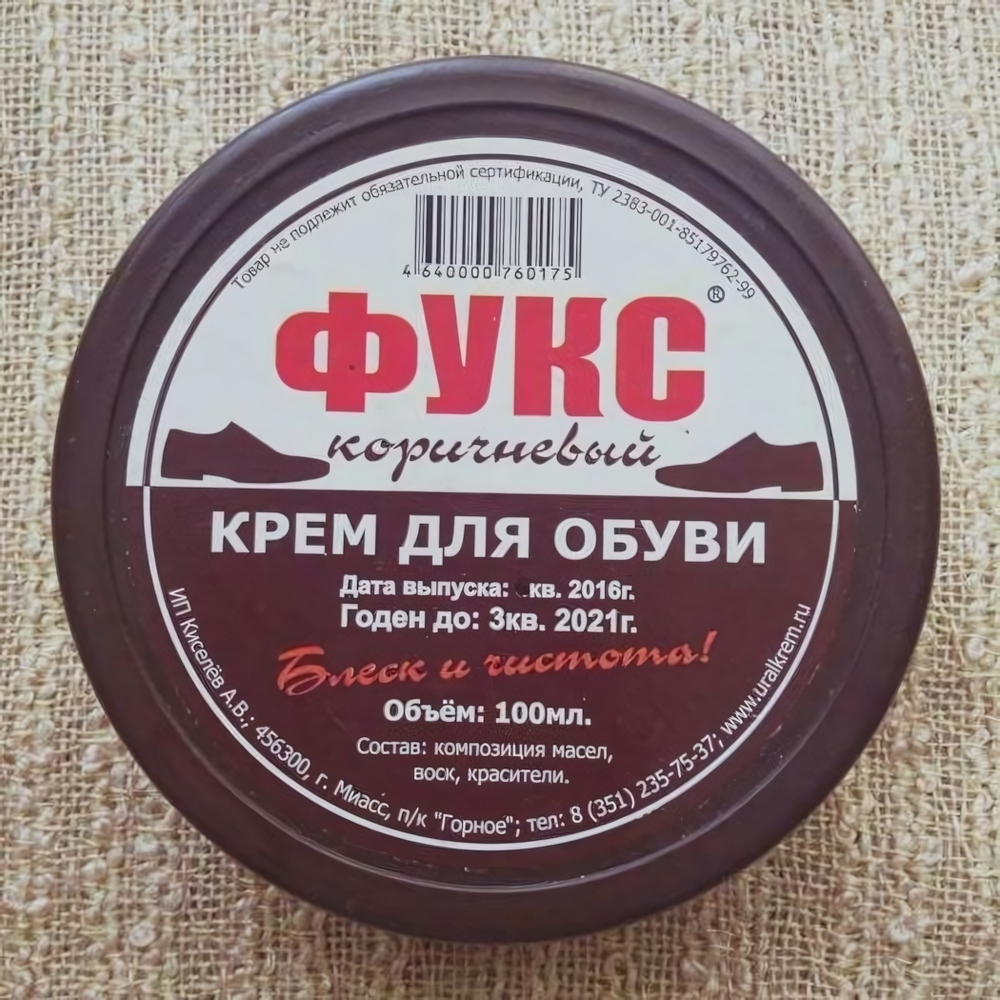 Товар не подлежит обязательной сертификации, ТУ 2383-001-85179762-99
4 640000 760175
ФУКС®
коричневый
КРЕМ ДЛЯ ОБУВИ
Дата выпуска: кв. 2016г.
Годен до: 3кв. 2021г.
Блеск и чистота!
Объём: 100мл.
Состав: композиция масел,
воск, красители.
ИП Киселёв А.В.; 456300, г. Миасс, п/к "Горное"; тел: 8 (351) 235-75-37; www.uralkrem.ru